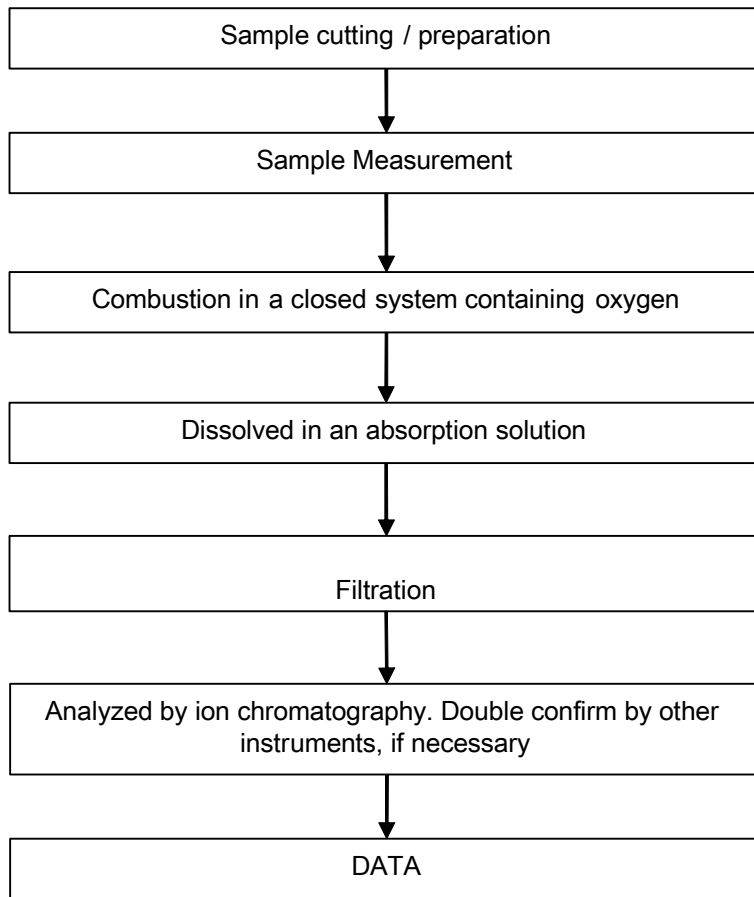 Sample cutting / preparation
Sample Measurement
Combustion in a closed system containing oxygen
Dissolved in an absorption solution
Filtration
Analyzed by ion chromatography. Double confirm by other
instruments, if necessary
DATA